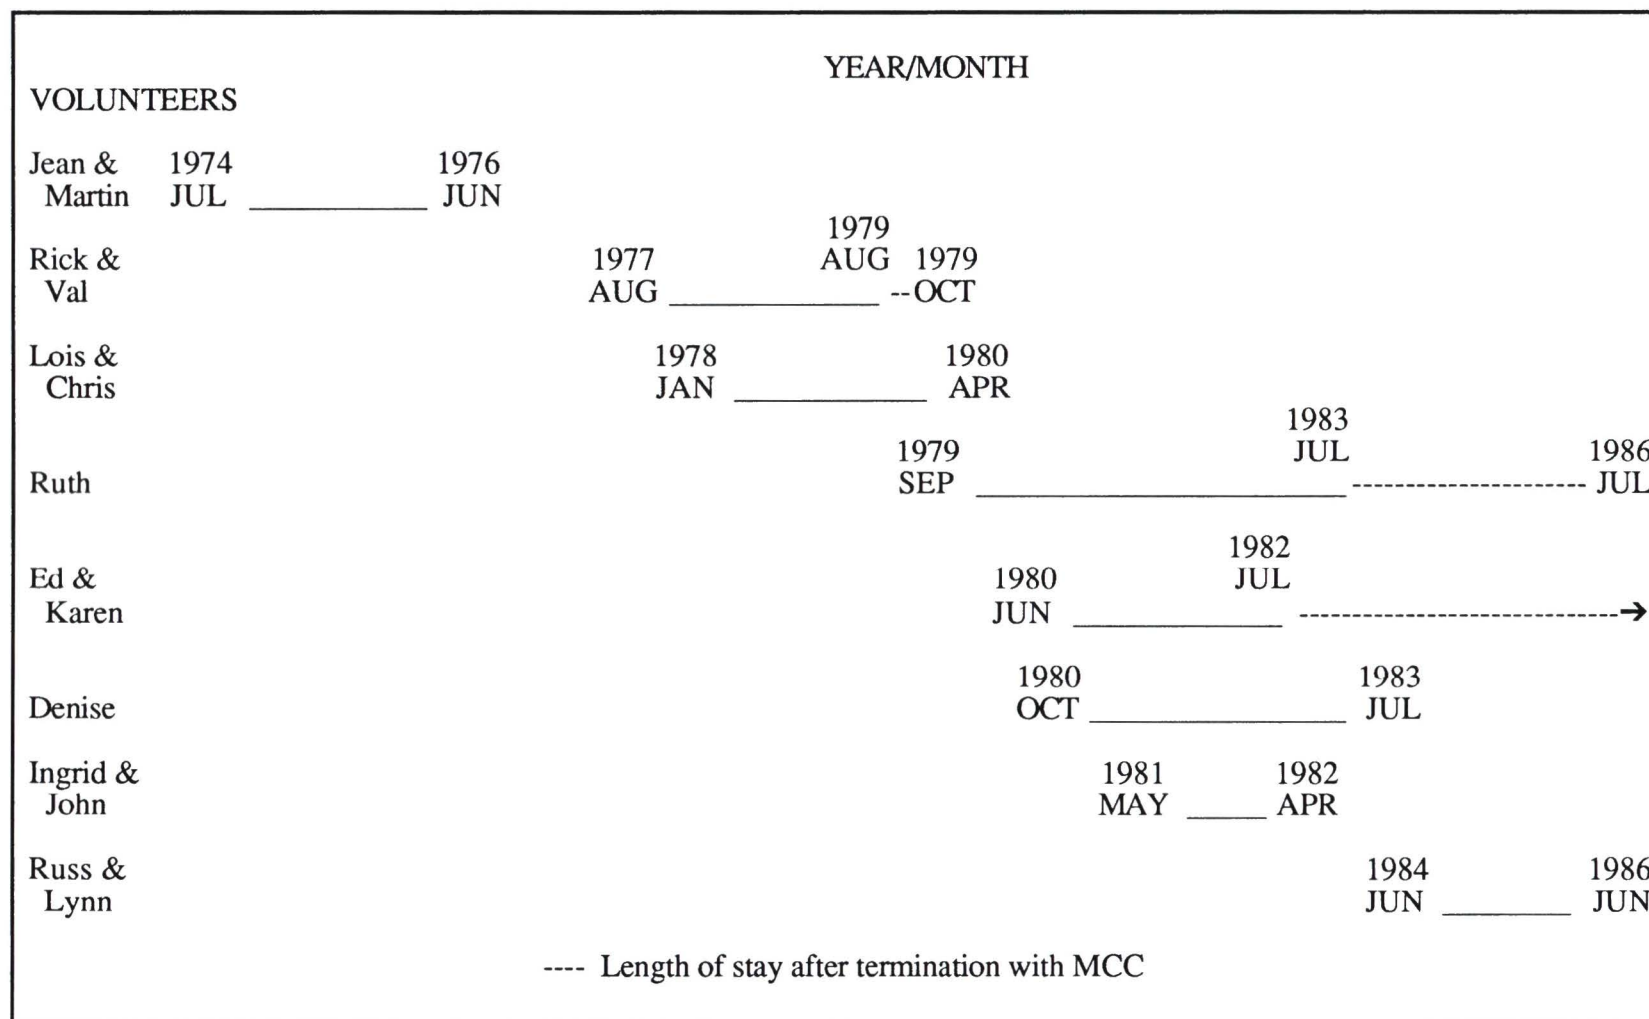 YEAR/MONTH
VOLUNTEERS
Jean & 1974 1976
Martin JUL JUN
1979
Rick & 1977 AUG 1979
Val AUG --OCT
Lois & 1978 1980
Chris JAN APR
1983
1979 JUL 1986
Ruth SEP JUL
1982
Ed & 1980 JUL
Karen JUN
1980 1983
Denise OCT JUL
Ingrid & 1981 1982
John MAY APR
Russ & 1984 1986
Lynn JUN JUN
---- Length of stay after termination with MCC